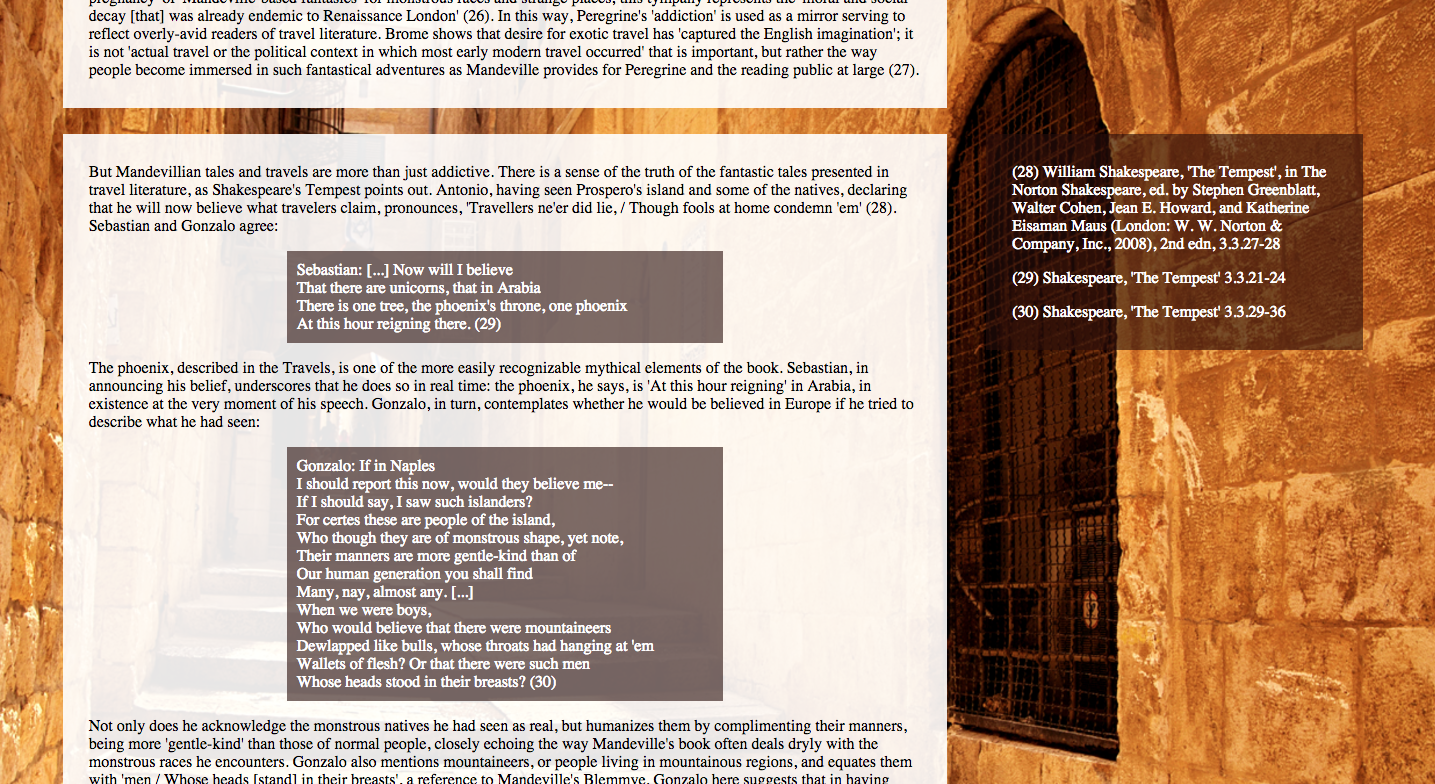 decay [that] was already endemic to Renaissance London' (26). In this way, Peregrine's 'addiction' is used as a mirror serving to
reflect overly-avid readers of travel literature. Brome shows that desire for exotic travel has 'captured the English imagination'; it
is not 'actual travel or the political context in which most early modern travel occurred' that is important, but rather the way
people become immersed in such fantastical adventures as Mandeville provides for Peregrine and the reading public at large (27).
But Mandevillian tales and travels are more than just addictive. There is a sense of the truth of the fantastic tales presented in
travel literature, as Shakespeare's Tempest points out. Antonio, having seen Prospero's island and some of the natives, declaring
that he will now believe what travelers claim, pronounces, 'Travellers ne'er did lie, / Though fools at home condemn 'em' (28).
Sebastian and Gonzalo agree:
Sebastian: [...] Now will I believe
That there are unicorns, that in Arabia
There is one tree, the phoenix's throne, one phoenix
At this hour reigning there. (29)
The phoenix, described in the Travels, is one of the more easily recognizable mythical elements of the book. Sebastian, in
announcing his belief, underscores that he does so in real time: the phoenix, he says, is 'At this hour reigning' in Arabia, in
existence at the very moment of his speech. Gonzalo, in turn, contemplates whether he would be believed in Europe if he tried to
describe what he had seen:
Gonzalo: If in Naples
I should report this now, would they believe me--
If I should say, I saw such islanders?
For certes these are people of the island,
Who though they are of monstrous shape, yet note,
Their manners are more gentle-kind than of
Our human generation you shall find
Many, nay, almost any. [...]
When we were boys,
Who would believe that there were mountaineers
Dewlapped like bulls, whose throats had hanging at 'em
Wallets of flesh? Or that there were such men
Whose heads stood in their breasts? (30)
Not only does he acknowledge the monstrous natives he had seen as real, but humanizes them by complimenting their manners,
being more 'gentle-kind' than those of normal people, closely echoing the way Mandeville's book often deals dryly with the
monstrous races he encounters. Gonzalo also mentions mountaineers, or people living in mountainous regions, and equates them
with 'men / Whose heads [stand] in their breasts', a reference to Mandeville's Blemmye. Gonzalo here suggests that in having
(28) William Shakespeare, 'The Tempest', in The
Norton Shakespeare, ed. by Stephen Greenblatt,
Walter Cohen, Jean E. Howard, and Katherine
Eisaman Maus (London: W. W. Norton &
Company, Inc., 2008), 2nd edn, 3.3.27-28
(29) Shakespeare, 'The Tempest' 3.3.21-24
(30) Shakespeare, 'The Tempest' 3.3.29-36